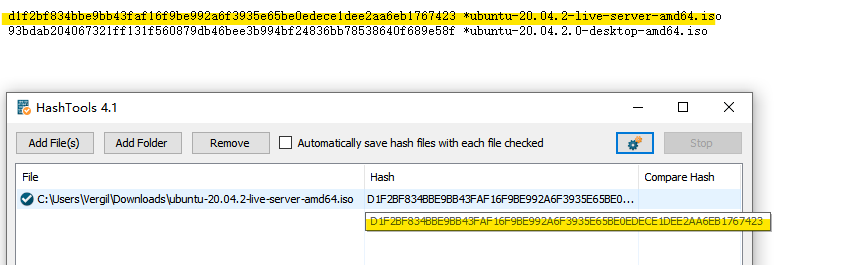 d1f2bf834bbe9bb43faf16f9be992a6f3935e65be0edece1dee2aa6eb1767423 *ubuntu-20.04.2-live-server-amd64.iso
93bdab204067321ff131f560879db46bee3b994bf24836bb78538640f689e58f *ubuntu-20.04.2.0-desktop-amd64.iso
HashTools 4.1
Add File(s) Add Folder Remove Automatically save hash files with each file checked Stop
File Hash Compare Hash
C:\Users\Vergil\Downloads\ubuntu-20.04.2-live-server-amd64.iso D1F2BF834BBE9BB43FAF16F9BE992A6F3935E65BE0...
D1F2BF834BBE9BB43FAF16F9BE992A6F3935E65BE0EDECE1DEE2AA6EB1767423